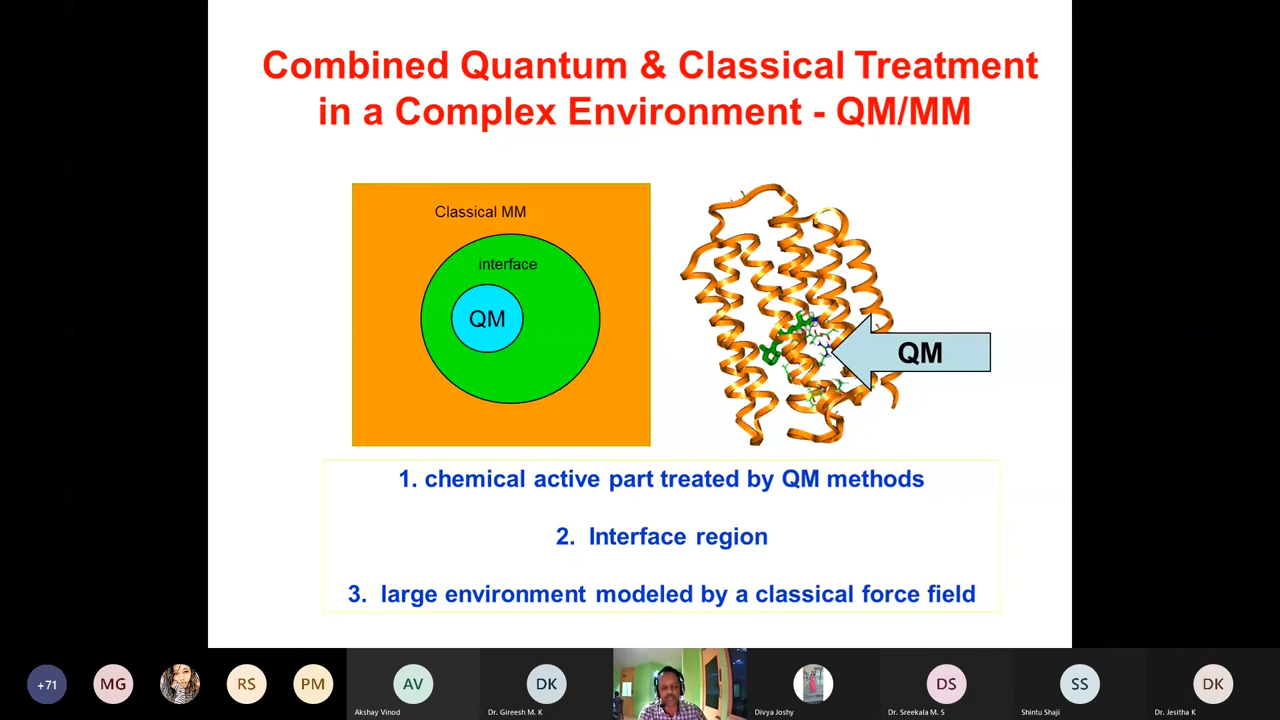 Combined Quantum & Classical Treatment
in a Complex Environment - QM/MM
Classical MM
interface
QM
QM
1. chemical active part treated by QM methods
2. Interface region
3. large environment modeled by a classical force field
+71
MG
RS
PM
AV
DK
DS
SS
DK
Akshay Vinod
Dr. Gireesh M. K
Divya Joshy
Dr. Sreekala M. S
Shintu Shaji
Dr. Jesitha K